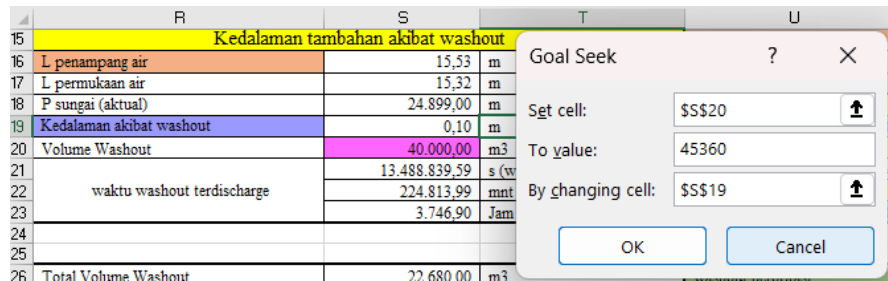 R S T U
15 Kedalaman tambahan akibat washout
16 L penampang air 15,53 m
17 L permukaan air 15,32 m
18 P sungai (aktual) 24.899,00 m
19 Kedalaman akibat washout 0,10 m
20 Volume Washout 40.000,00 m3
21 13.488.839,59 s (w
22 waktu washout terdischarge 224.813,99 mnt
23 3.746,90 Jam
24
25
26 Total Volume Washout 22.680,00 m3
Goal Seek ? ×
Set cell: $S$20
To value: 45360
By changing cell: $S$19
OK Cancel